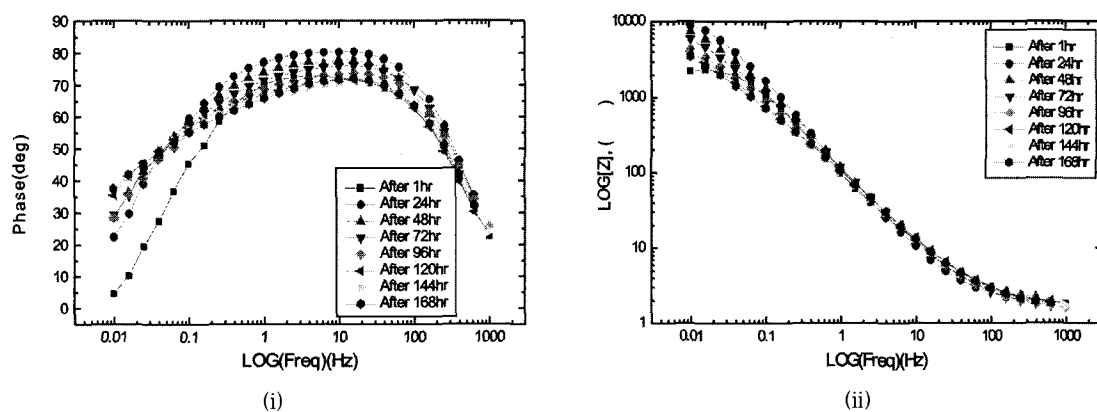 80
70
60
50
40
30
20
10
0
Phase(deg)
0.01 0.1 1 10 100 1000
LOG(Freq)(Hz)
After 1hr
After 24hr
After 48hr
After 72hr
After 96hr
After 120hr
After 144hr
After 168hr
(i)
10000
1000
100
10
1
LOG[Z], ( )
0.01 0.1 1 10 100 1000
LOG(Freq)(Hz)
After 1hr
After 24hr
After 48hr
After 72hr
After 96hr
After 120hr
After 144hr
After 168hr
(ii)